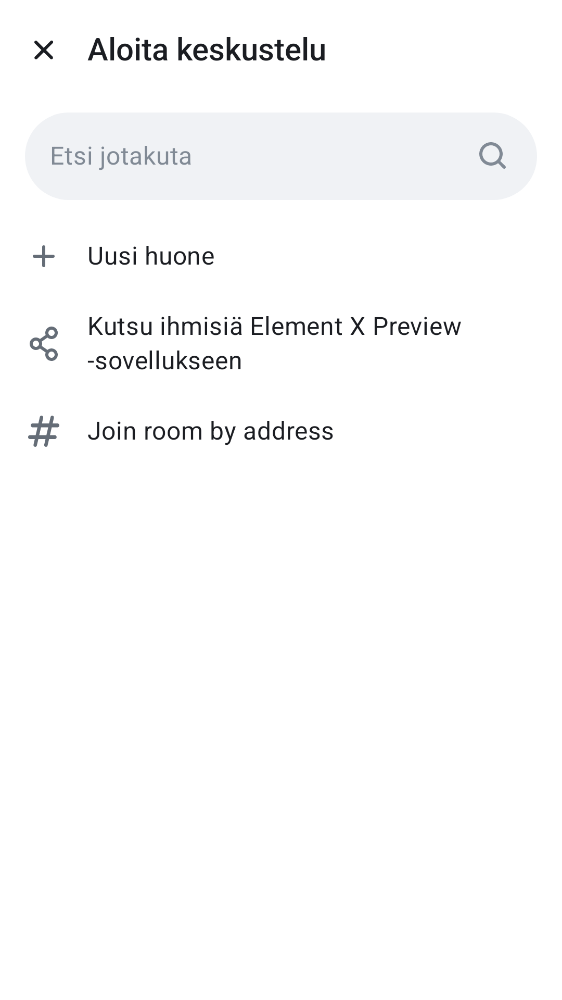 Aloita keskustelu
Etsi jotakuta
Uusi huone
Kutsu ihmisiä Element X Preview
-sovellukseen
Join room by address